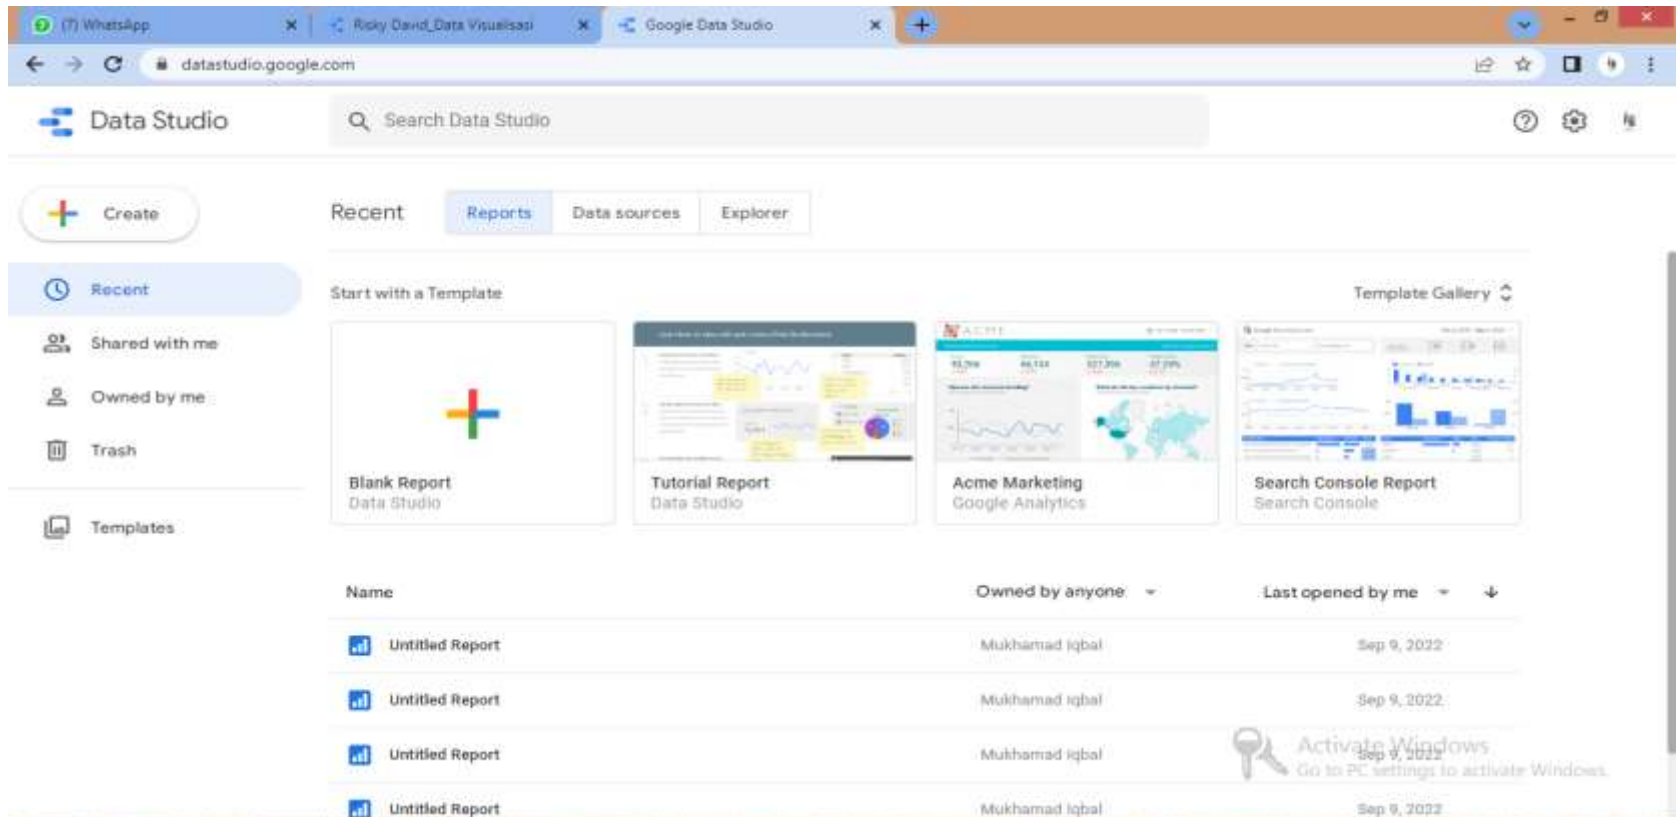 (7) WhatsApp
Risky David_Data Visualisasi
Google Data Studio
datastudio.google.com
Data Studio
Search Data Studio
Create
Recent
Reports
Data sources
Explorer
Recent
Shared with me
Owned by me
Trash
Templates
Start with a Template
Template Gallery
Blank Report
Data Studio
Tutorial Report
Data Studio
ACME
Acme Marketing
Google Analytics
Search Console Report
Search Console
Name Owned by anyone Last opened by me
Untitled Report Mukhamad Iqbal Sep 9, 2022
Untitled Report Mukhamad Iqbal Sep 9, 2022
Untitled Report Mukhamad Iqbal Sep 9, 2022
Activate Windows
Go to PC settings to activate Windows.
Untitled Report Mukhamad Iqbal Sep 9, 2022